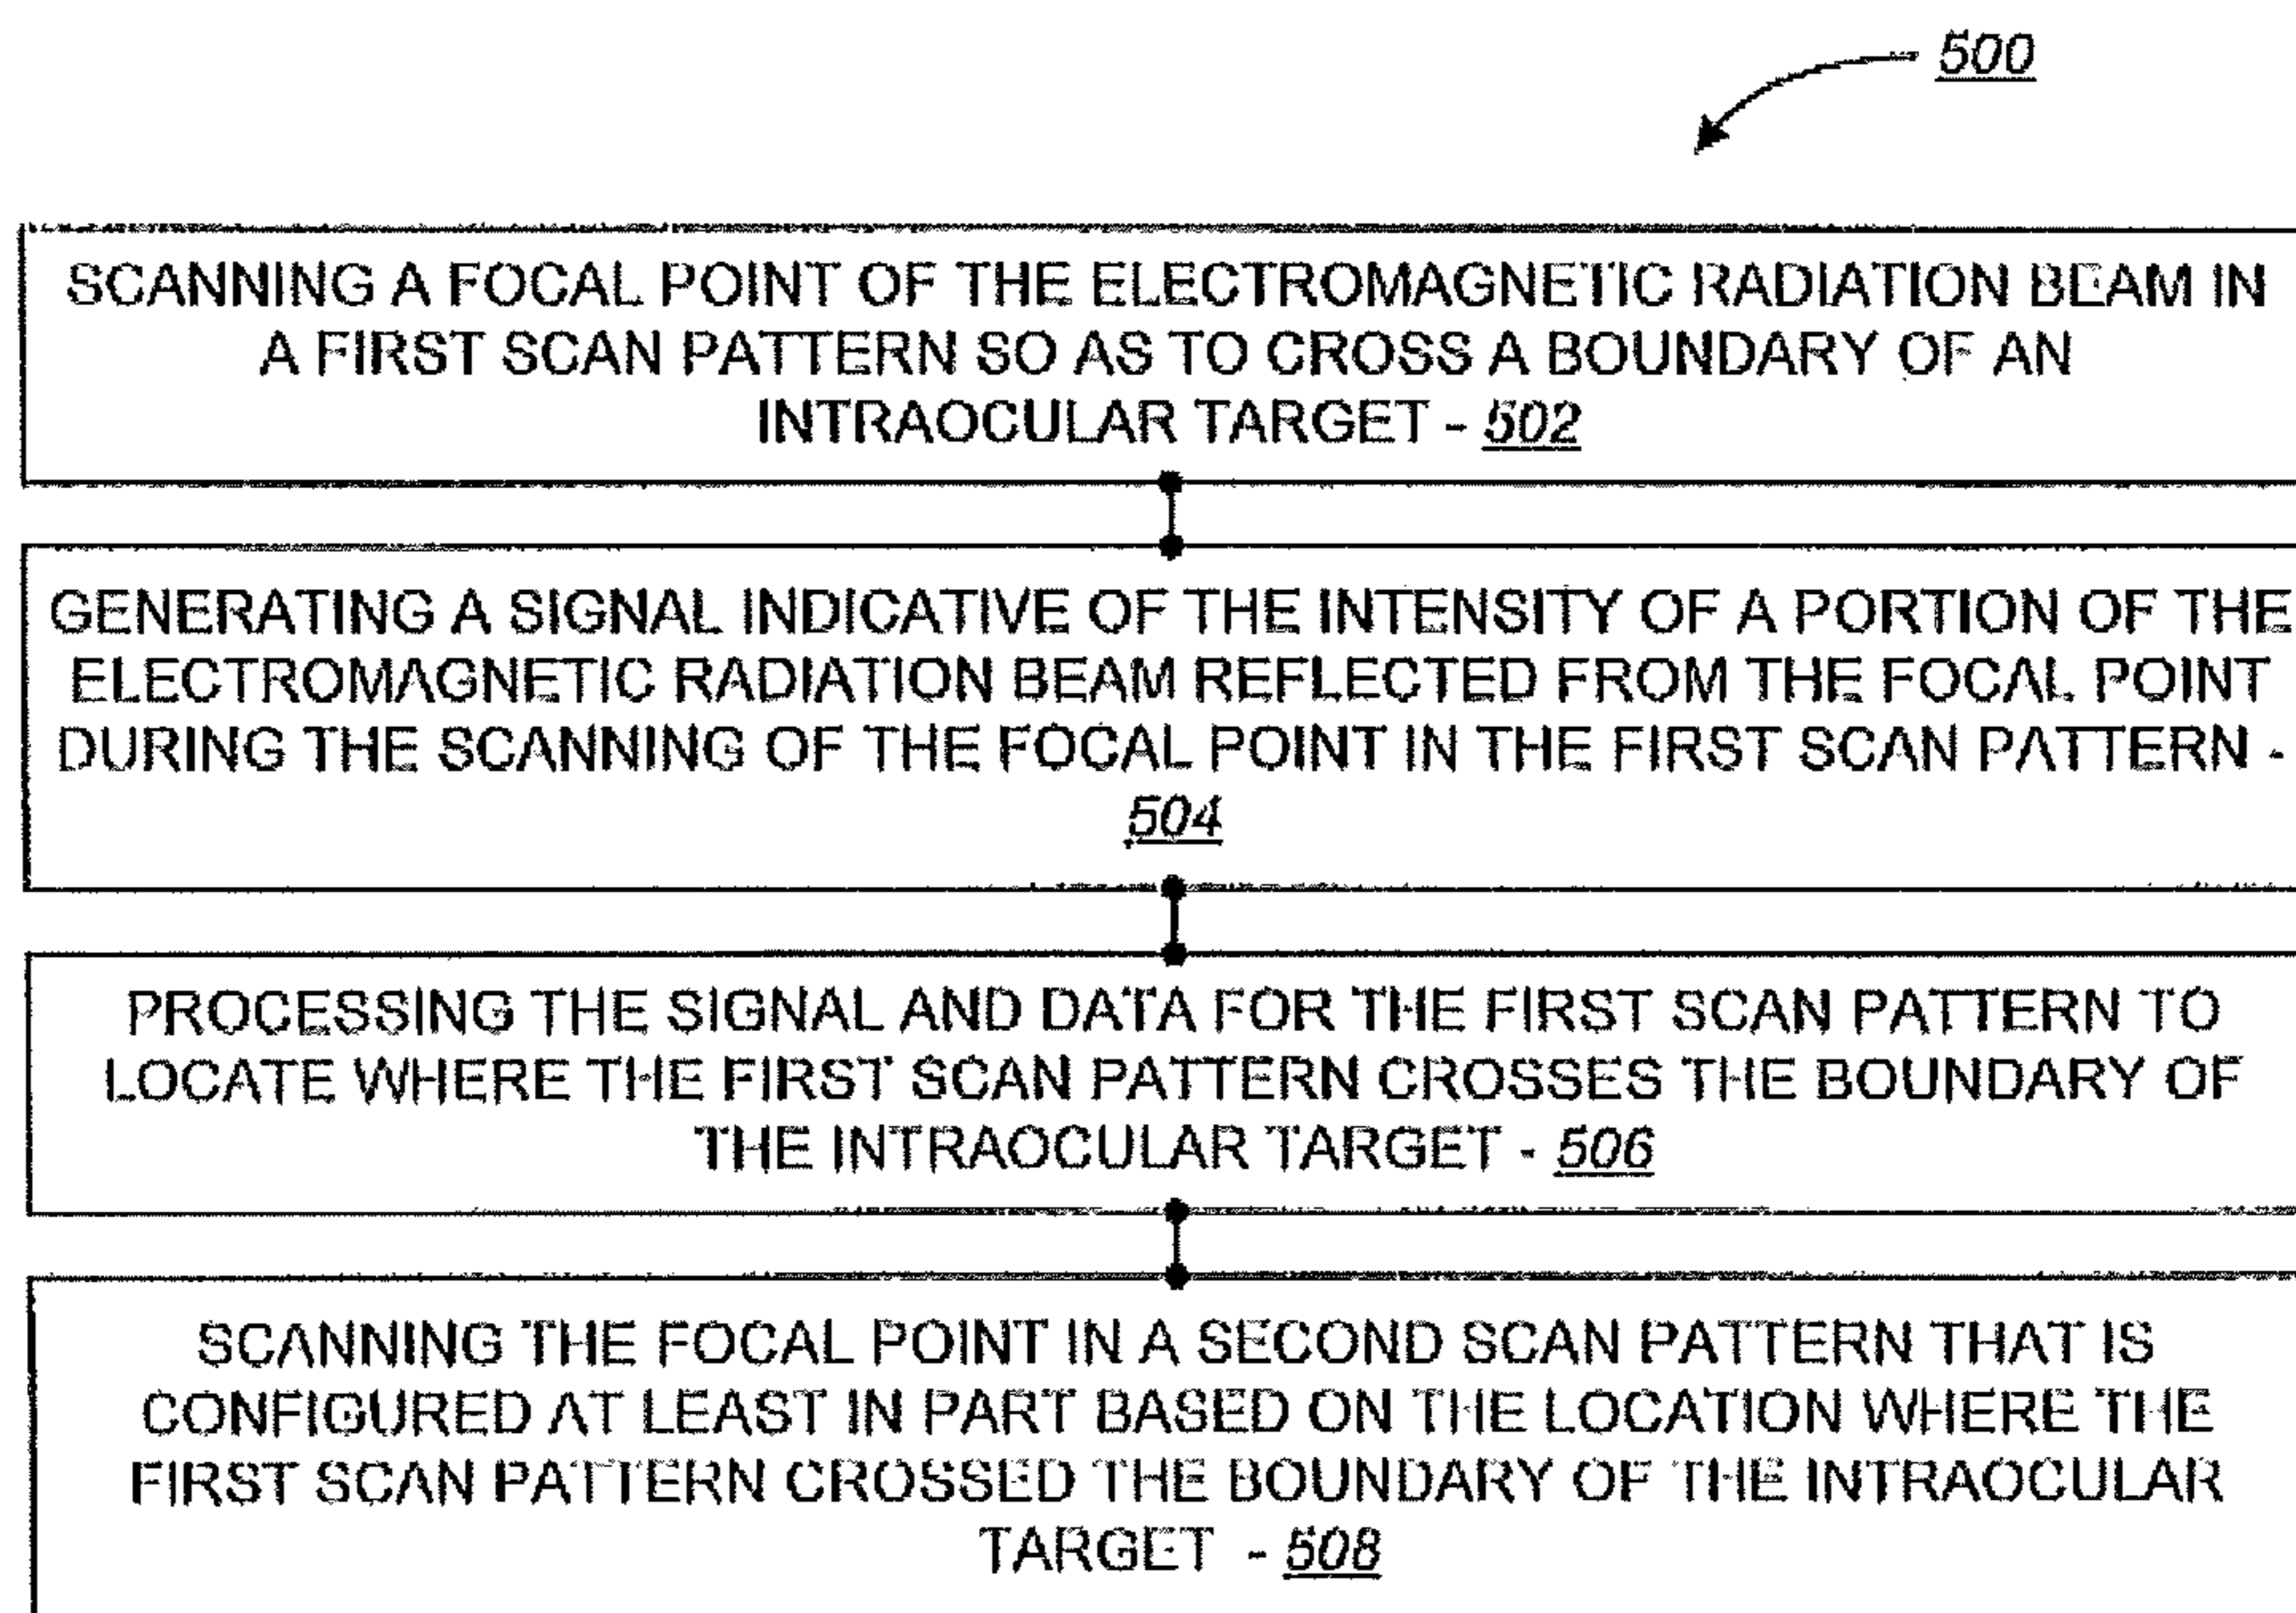 500
SCANNING A FOCAL POINT OF THE ELECTROMAGNETIC RADIATION BEAM IN
A FIRST SCAN PATTERN SO AS TO CROSS A BOUNDARY OF AN
INTRAOCULAR TARGET - 502
GENERATING A SIGNAL INDICATIVE OF THE INTENSITY OF A PORTION OF THE
ELECTROMAGNETIC RADIATION BEAM REFLECTED FROM THE FOCAL POINT
DURING THE SCANNING OF THE FOCAL POINT IN THE FIRST SCAN PATTERN -
504
PROCESSING THE SIGNAL AND DATA FOR THE FIRST SCAN PATTERN TO
LOCATE WHERE THE FIRST SCAN PATTERN CROSSES THE BOUNDARY OF
THE INTRAOCULAR TARGET - 506
SCANNING THE FOCAL POINT IN A SECOND SCAN PATTERN THAT IS
CONFIGURED AT LEAST IN PART BASED ON THE LOCATION WHERE THE
FIRST SCAN PATTERN CROSSED THE BOUNDARY OF THE INTRAOCULAR
TARGET - 508